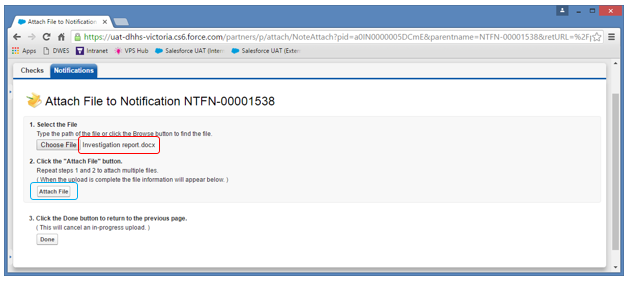 Attach File to Notification
https://uat-dhhs-victoria.cs6.force.com/partners/p/attach/NoteAttach?pid=a0IN0000005DCmE&parentname=NTFN-00001538&retURL=%2F
Apps DWES Intranet VPS Hub Salesforce UAT (Intern Salesforce UAT (Exter
Checks Notifications
Attach File to Notification NTFN-00001538
1. Select the File
Type the path of the file or click the Browse button to find the file.
Choose File Investigation report.docx
2. Click the "Attach File" button.
Repeat steps 1 and 2 to attach multiple files.
( When the upload is complete the file information will appear below. )
Attach File
3. Click the Done button to return to the previous page.
( This will cancel an in-progress upload. )
Done